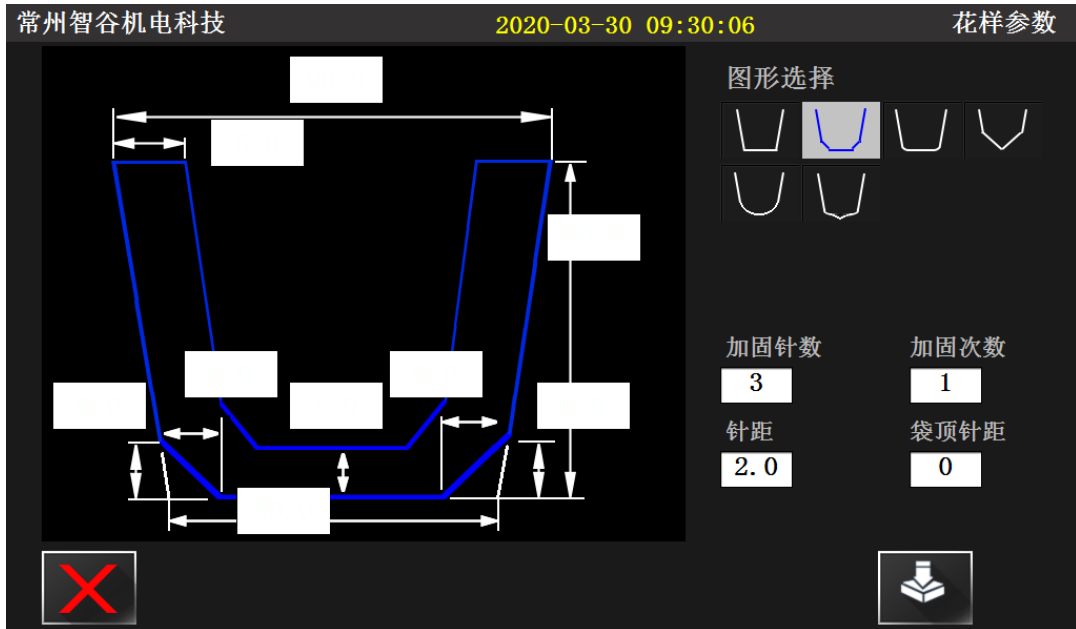 常州智谷机电科技 2020-03-30 09:30:06 花样参数
图形选择
加固针数 加固次数
3 1
针距 袋顶针距
2.0 0